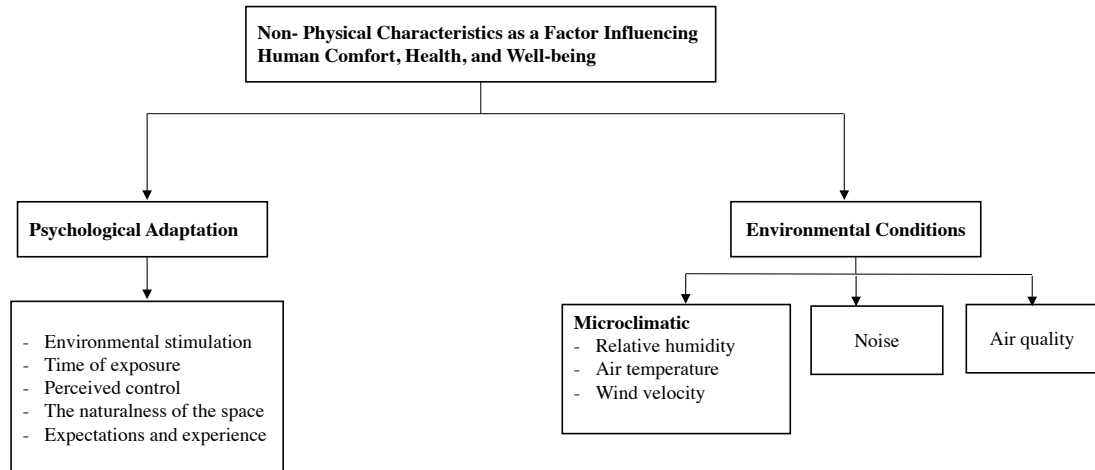 Non- Physical Characteristics as a Factor Influencing
Human Comfort, Health, and Well-being
Psychological Adaptation
Environmental Conditions
- Environmental stimulation
- Time of exposure
- Perceived control
- The naturalness of the space
- Expectations and experience
Microclimatic
- Relative humidity
- Air temperature
- Wind velocity
Noise
Air quality